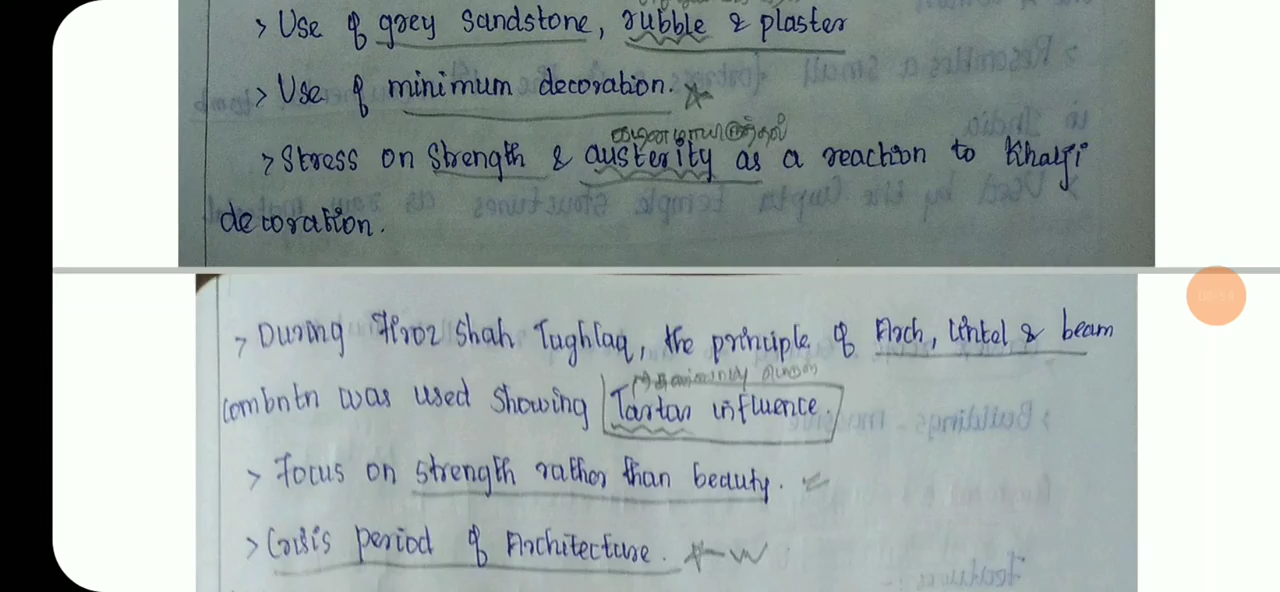 > Use of grey sandstone, rubble & plaster
> Use of minimum decoration.
> Stress on strength & austerity as a reaction to Khalji
decoration.
> During Firoz Shah Tughlaq, the principle of Arch, lintel & beam
combntn was used showing Tartar influence.
> Focus on strength rather than beauty.
> Crisis period of Architecture.